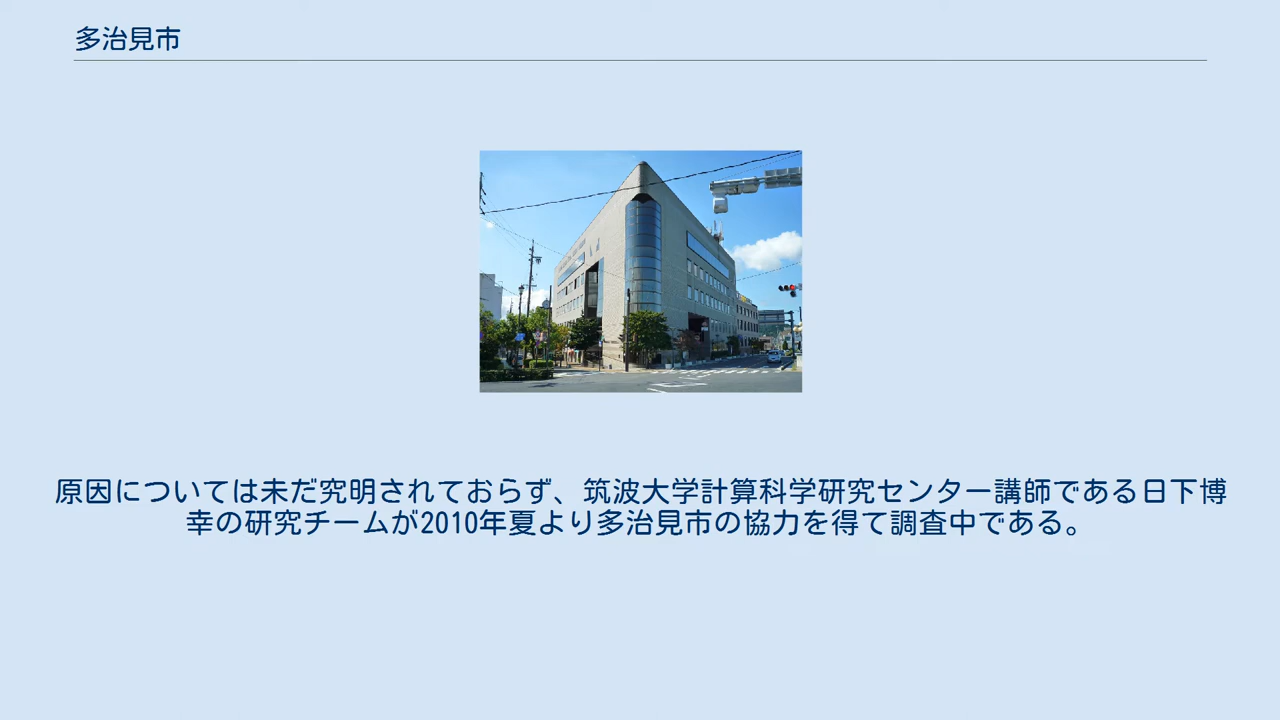 多治見市
原因については未だ究明されておらず、筑波大学計算科学研究センター講師である日下博
幸の研究チームが2010年夏より多治見市の協力を得て調査中である。